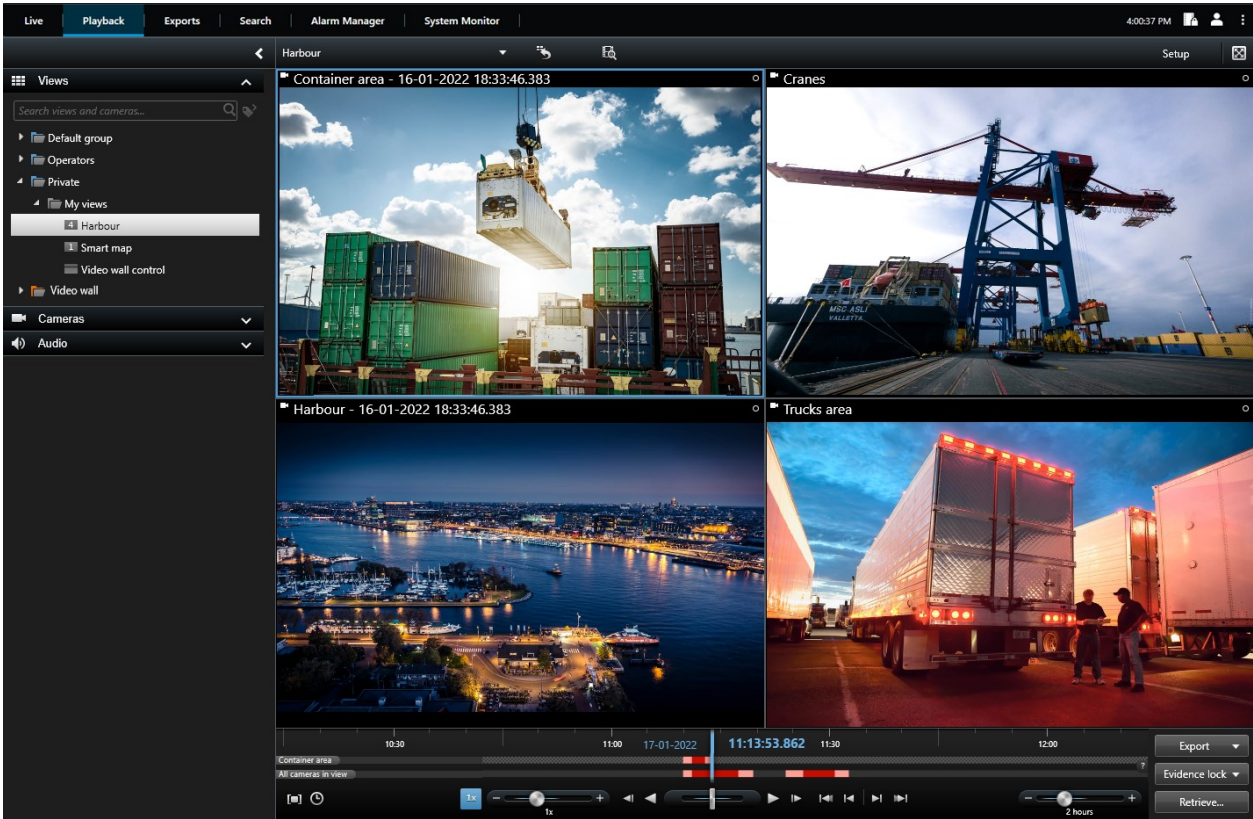 Live Playback Exports Search Alarm Manager System Monitor 4:00:37 PM
Harbour Setup
Views
Search views and cameras...
Default group
Operators
Private
My views
4 Harbour
1 Smart map
Video wall control
Video wall
Cameras
Audio
Container area - 16-01-2022 18:33:46.383
Cranes
MSC ASLI
VALLETTA
Harbour - 16-01-2022 18:33:46.383
Trucks area
10:30 11:00 17-01-2022 11:13:53.862 11:30 12:00
Container area
All cameras in view
?
1x
1x
2 hours
Export
Evidence lock
Retrieve...